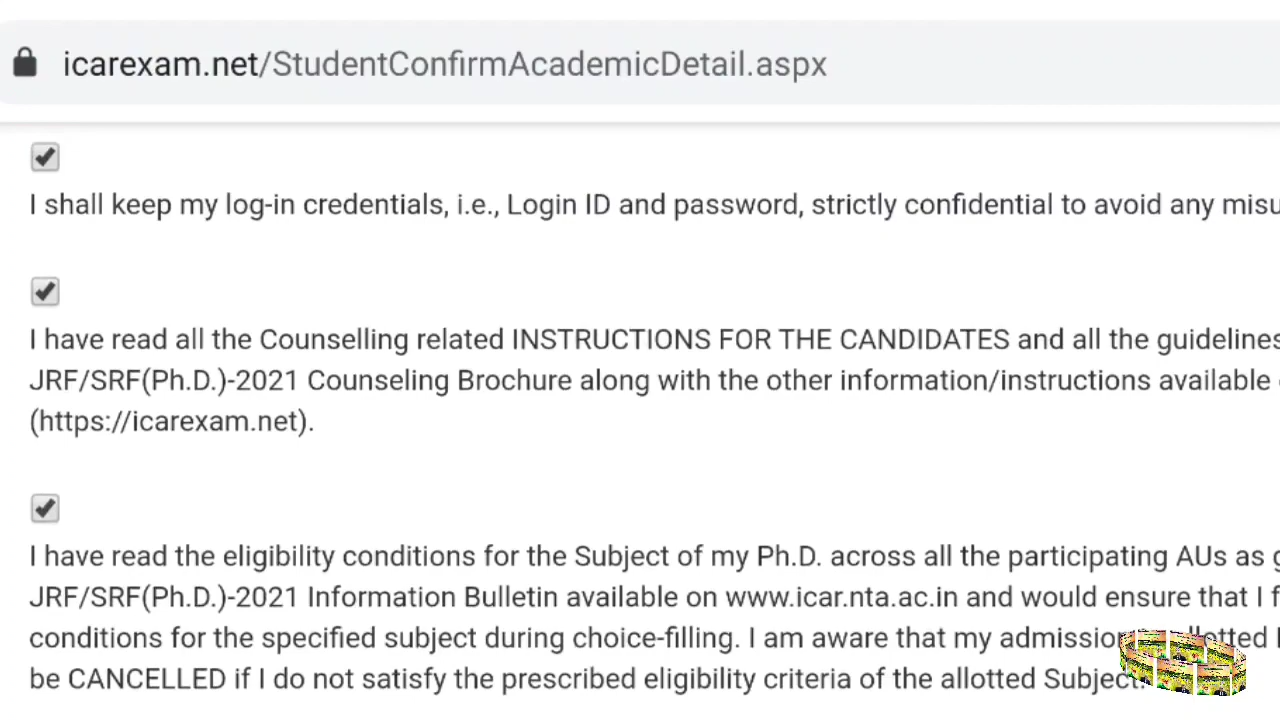 icarexam.net/StudentConfirmAcademicDetail.aspx
I shall keep my log-in credentials, i.e., Login ID and password, strictly confidential to avoid any
I have read all the Counselling related INSTRUCTIONS FOR THE CANDIDATES and all the guidelines
JRF/SRF(Ph.D.)-2021 Counseling Brochure along with the other information/instructions available
(https://icarexam.net).
I have read the eligibility conditions for the Subject of my Ph.D. across all the participating AUs as
JRF/SRF(Ph.D.)-2021 Information Bulletin available on www.icar.nta.ac.in and would ensure that I
conditions for the specified subject during choice-filling. I am aware that my admission
be CANCELLED if I do not satisfy the prescribed eligibility criteria of the allotted Subject.